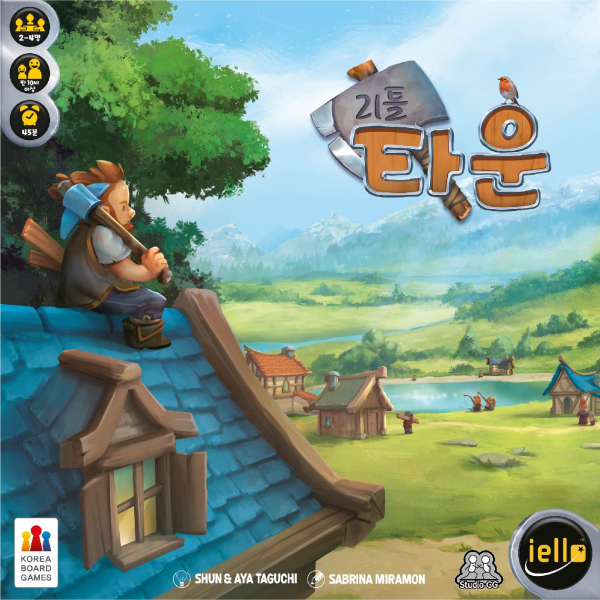 2-4명
만 10세
이상
45분
리틀
타운
KOREA
BOARD
GAMES
SHUN & AYA TAGUCHI
SABRINA MIRAMON
Studio GG
iello